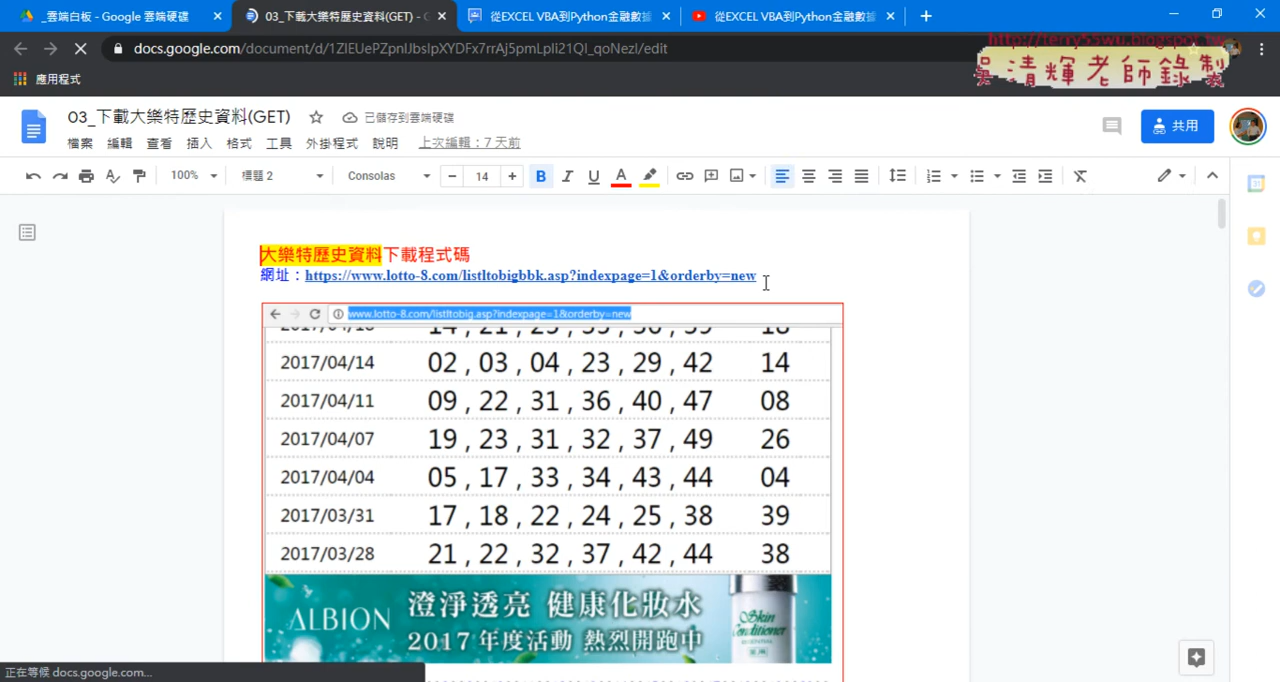 _雲端白板 - Google 雲端硬碟
03_下載大樂特歷史資料(GET) - G
從EXCEL VBA到Python金融數據
從EXCEL VBA到Python金融數據
docs.google.com/document/d/1ZIEUePZpnIJbsIpXYDFx7rrAj5pmLpIi21QI_qoNezI/edit
http://terry55wu.blogspot
應用程式
吳清輝老師錄製
03_下載大樂特歷史資料(GET)
已儲存到雲端硬碟
共用
檔案 編輯 查看 插入 格式 工具 外掛程式 說明 上次編輯：7 天前
100% 標題 2 Consolas 14 B I U A
大樂特歷史資料下載程式碼
網址：https://www.lotto-8.com/listltobigbbk.asp?indexpage=1&orderby=new
www.lotto-8.com/listltobig.asp?indexpage=1&orderby=new
2017/04/14 02 , 03 , 04 , 23 , 29 , 42 14
2017/04/11 09 , 22 , 31 , 36 , 40 , 47 08
2017/04/07 19 , 23 , 31 , 32 , 37 , 49 26
2017/04/04 05 , 17 , 33 , 34 , 43 , 44 04
2017/03/31 17 , 18 , 22 , 24 , 25 , 38 39
2017/03/28 21 , 22 , 32 , 37 , 42 , 44 38
ALBION 澄淨透亮 健康化妝水
2017 年度活動 熱烈開跑中
Skin
Conditioner
正在等候 docs.google.com...